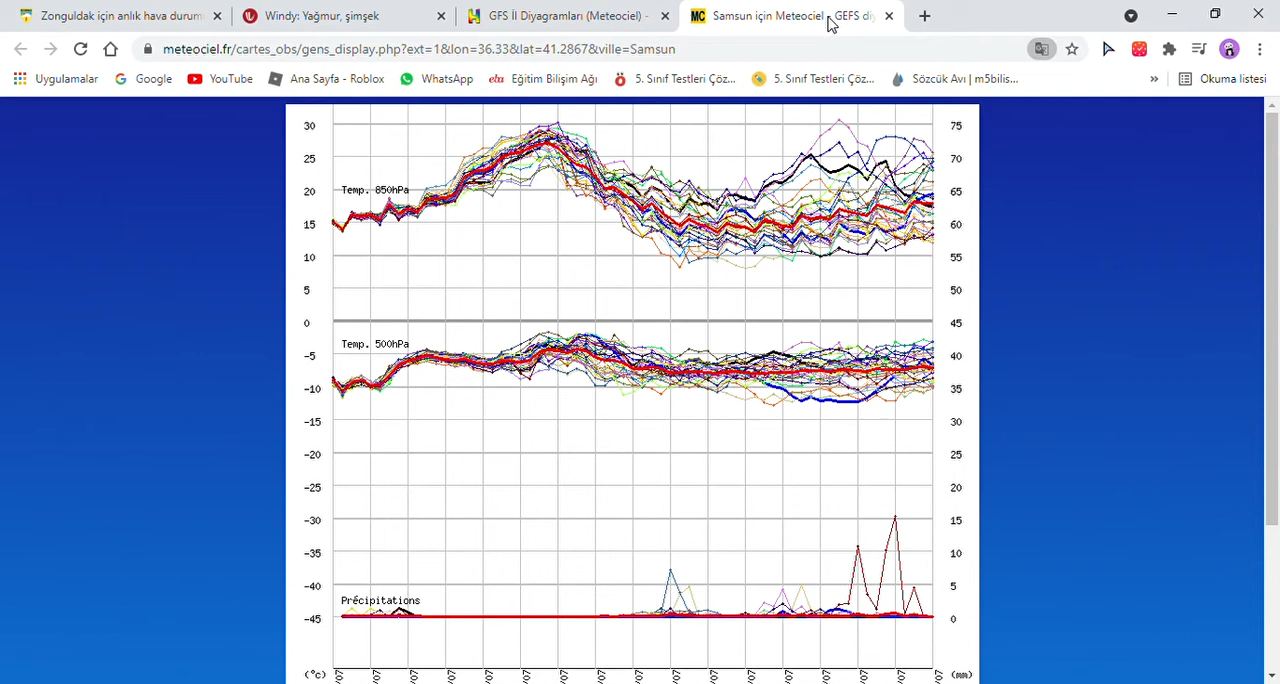 Zonguldak için anlık hava durum
Windy: Yağmur, şimşek
GFS İl Diyagramları (Meteociel) -
Samsun için Meteociel - GEFS di
meteociel.fr/cartes_obs/gens_display.php?ext=1&lon=36.33&lat=41.2867&ville=Samsun
Uygulamalar
Google
YouTube
Ana Sayfa - Roblox
WhatsApp
eba
Eğitim Bilişim Ağı
5. Sınıf Testleri Çöz...
5. Sınıf Testleri Çöz...
Sözcük Avı | m5bilis...
»
Okuma listesi
MC
30 75
25 70
Temp. 850hPa
20 65
15 60
10 55
5 50
0 45
Temp. 500hPa
-5 40
-10 35
-15 30
-20 25
-25 20
-30 15
-35 10
-40 5
Précipitations
-45 0
(°c) (mm)